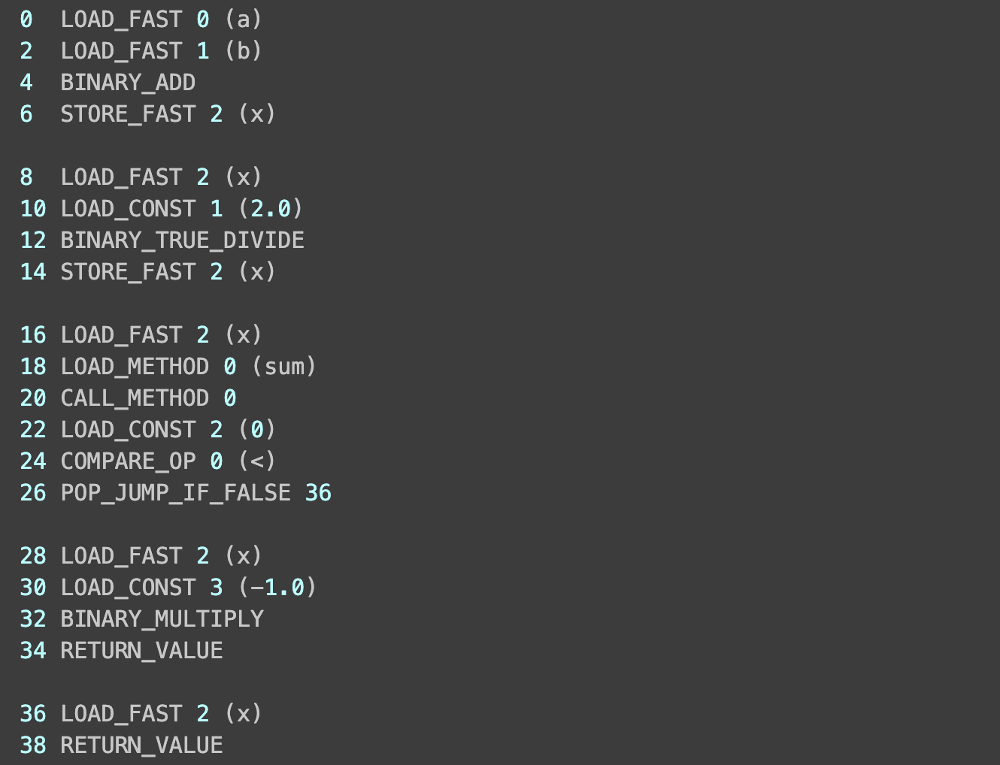 0 LOAD_FAST 0 (a)
2 LOAD_FAST 1 (b)
4 BINARY_ADD
6 STORE_FAST 2 (x)
8 LOAD_FAST 2 (x)
10 LOAD_CONST 1 (2.0)
12 BINARY_TRUE_DIVIDE
14 STORE_FAST 2 (x)
16 LOAD_FAST 2 (x)
18 LOAD_METHOD 0 (sum)
20 CALL_METHOD 0
22 LOAD_CONST 2 (0)
24 COMPARE_OP 0 (<)
26 POP_JUMP_IF_FALSE 36
28 LOAD_FAST 2 (x)
30 LOAD_CONST 3 (-1.0)
32 BINARY_MULTIPLY
34 RETURN_VALUE
36 LOAD_FAST 2 (x)
38 RETURN_VALUE